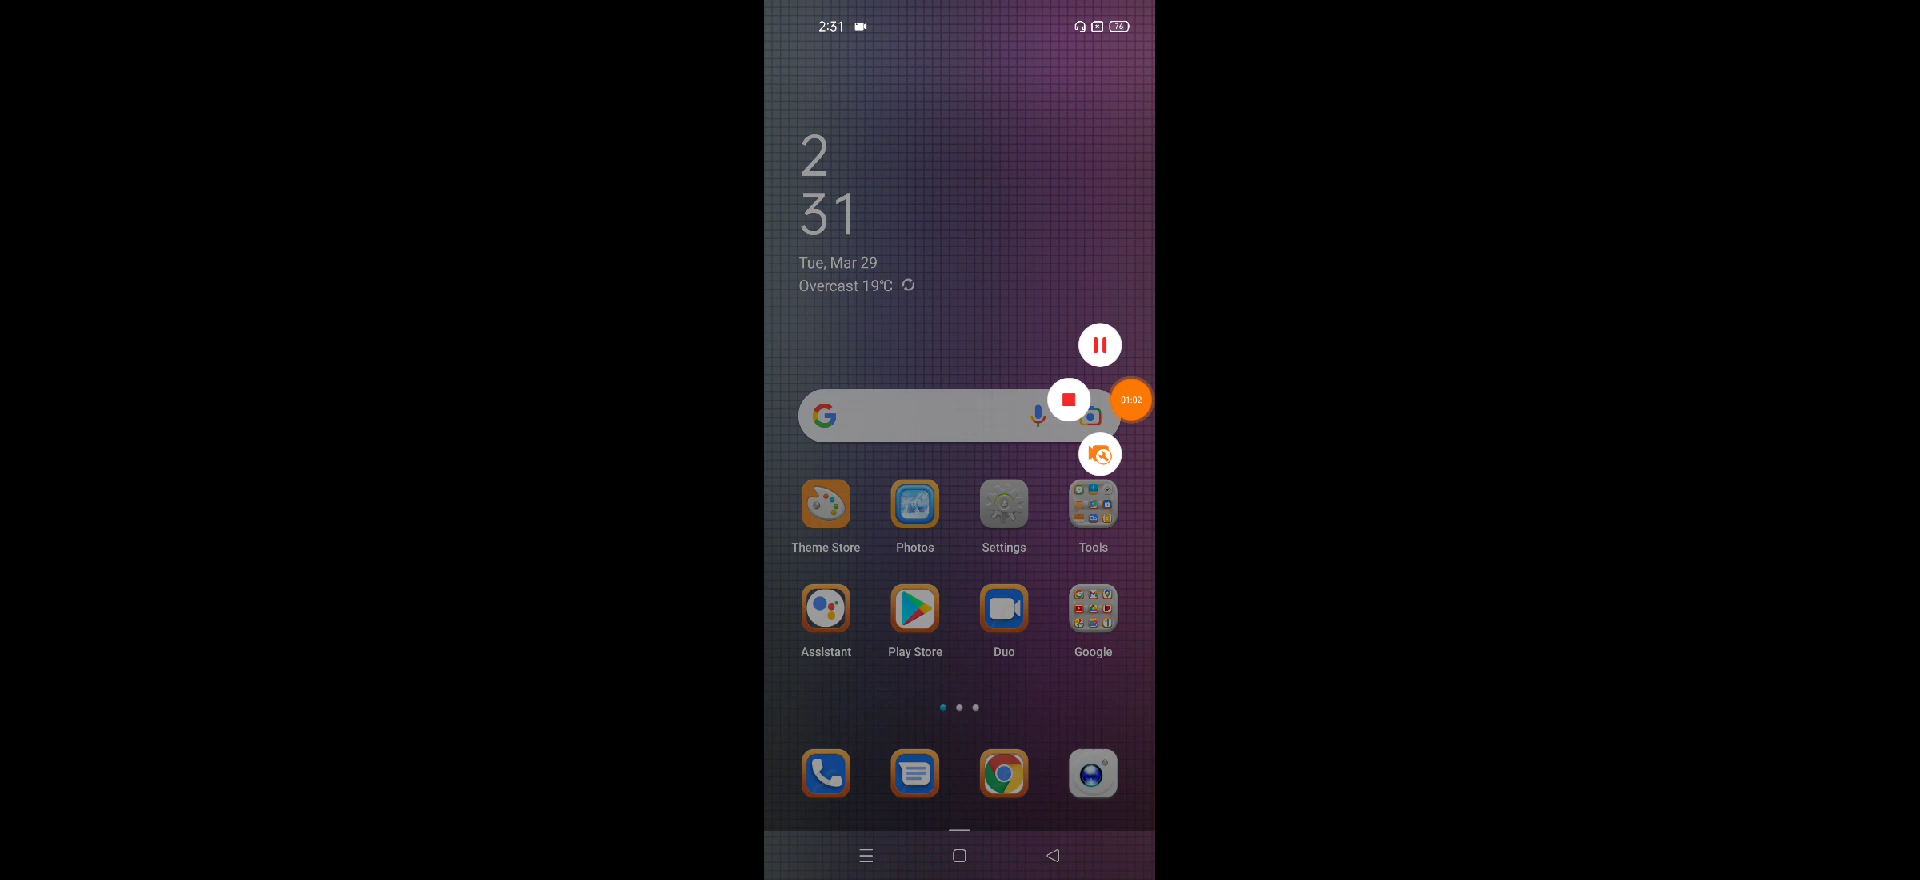 2:31
76
2
31
Tue, Mar 29
Overcast 19°C
01:02
Theme Store Photos Settings Tools
Assistant Play Store Duo Google